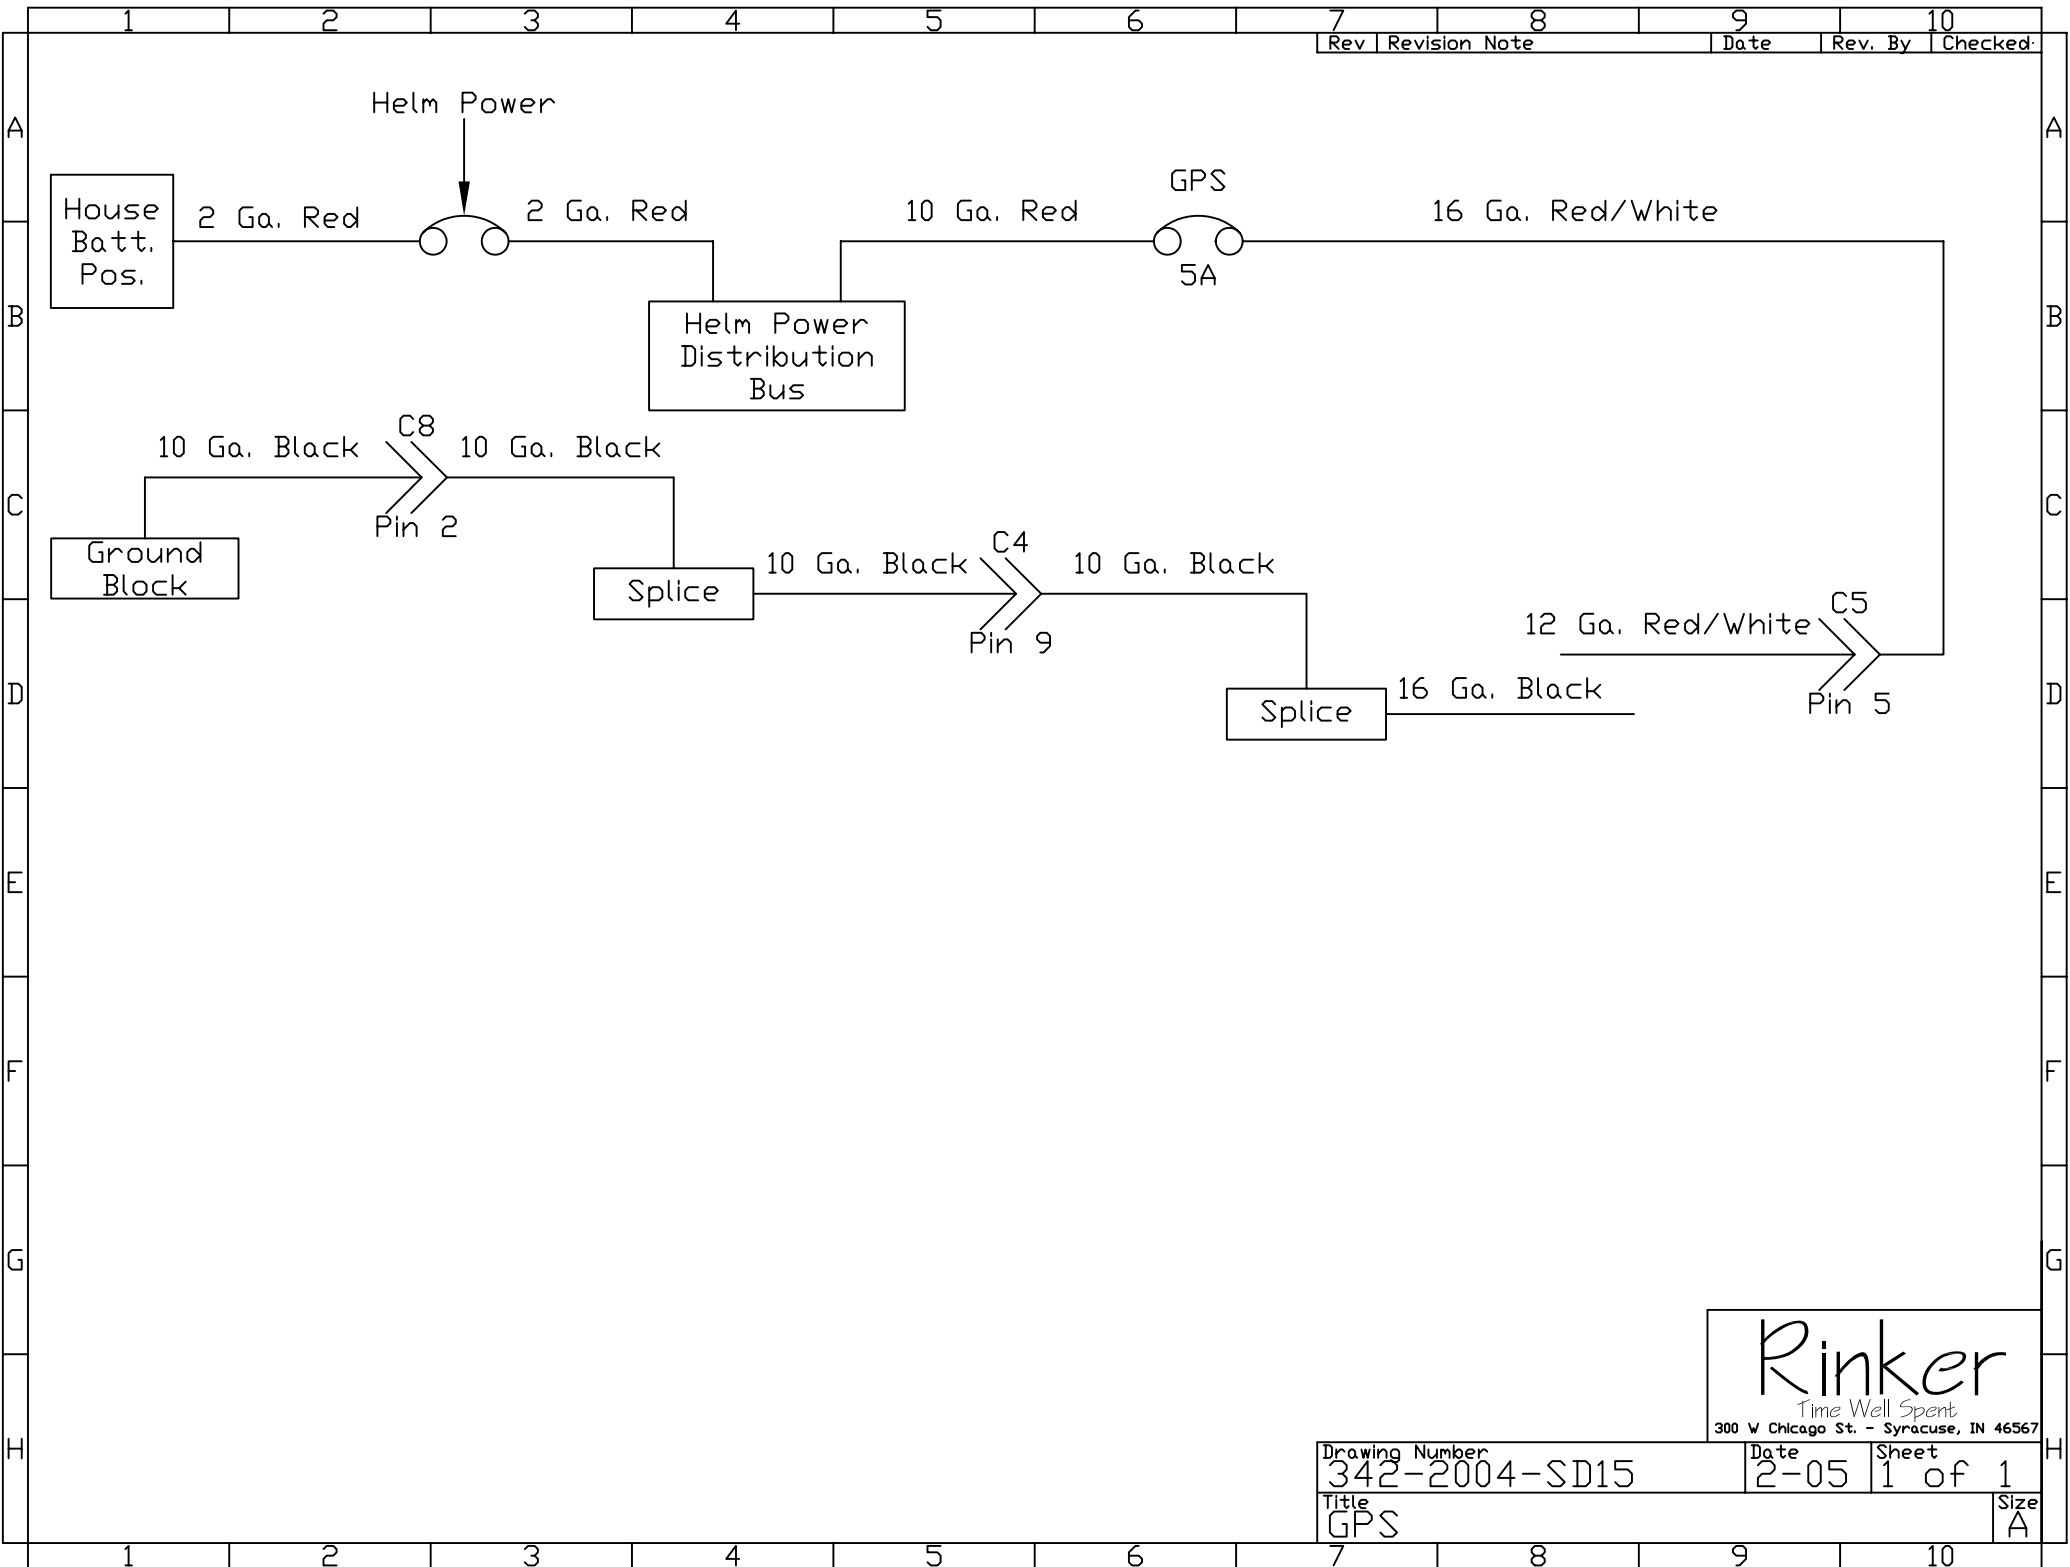 1 2 3 4 5 6 7 8 9 10
Rev Revision Note Date Rev. By Checked
Helm Power
A A
GPS
House
Batt.
Pos.
2 Ga. Red
2 Ga. Red
10 Ga. Red
16 Ga. Red/White
5A
B B
Helm Power
Distribution
Bus
C8
10 Ga. Black
10 Ga. Black
Pin 2
C C
Ground
Block
C4
10 Ga. Black
10 Ga. Black
Splice
Pin 9
C5
12 Ga. Red/White
Pin 5
D D
16 Ga. Black
Splice
E E
F F
G G
Rinker
Time Well Spent
300 W Chicago St. - Syracuse, IN 46567
H H
Drawing Number Date Sheet
342-2004-SD15 2-05 1 of 1
Title Size
GPS A
1 2 3 4 5 6 7 8 9 10